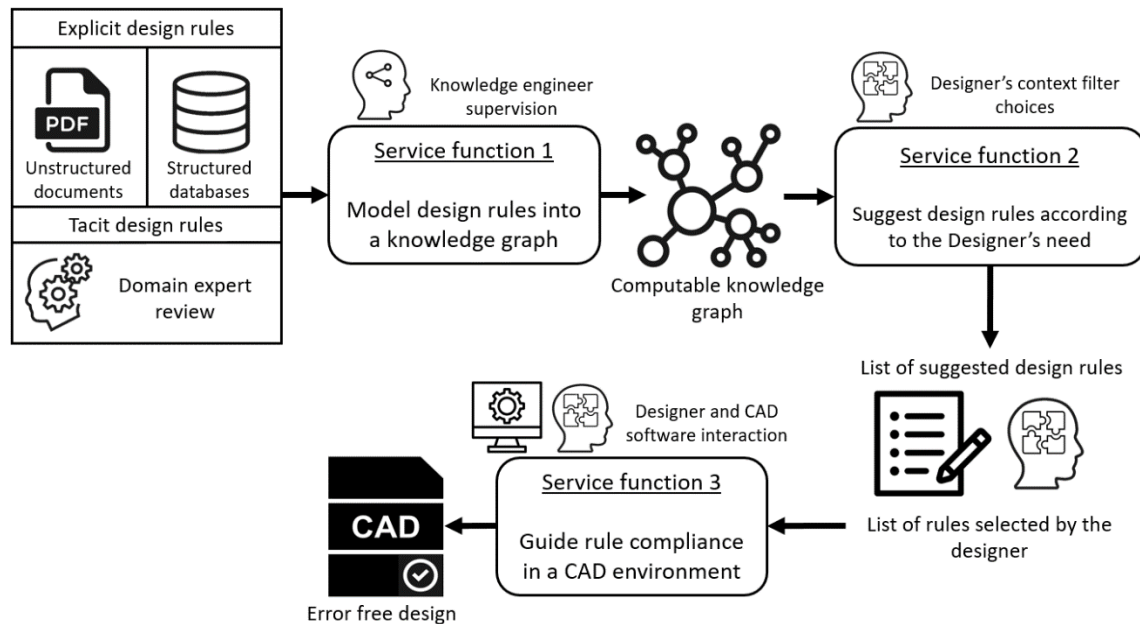 Explicit design rules
PDF
Unstructured
documents
Structured
databases
Tacit design rules
Domain expert
review
Knowledge engineer
supervision
Service function 1
Model design rules into
a knowledge graph
Computable knowledge
graph
Designer's context filter
choices
Service function 2
Suggest design rules according
to the Designer's need
List of suggested design rules
List of rules selected by the
designer
Designer and CAD
software interaction
Service function 3
Guide rule compliance
in a CAD environment
CAD
Error free design